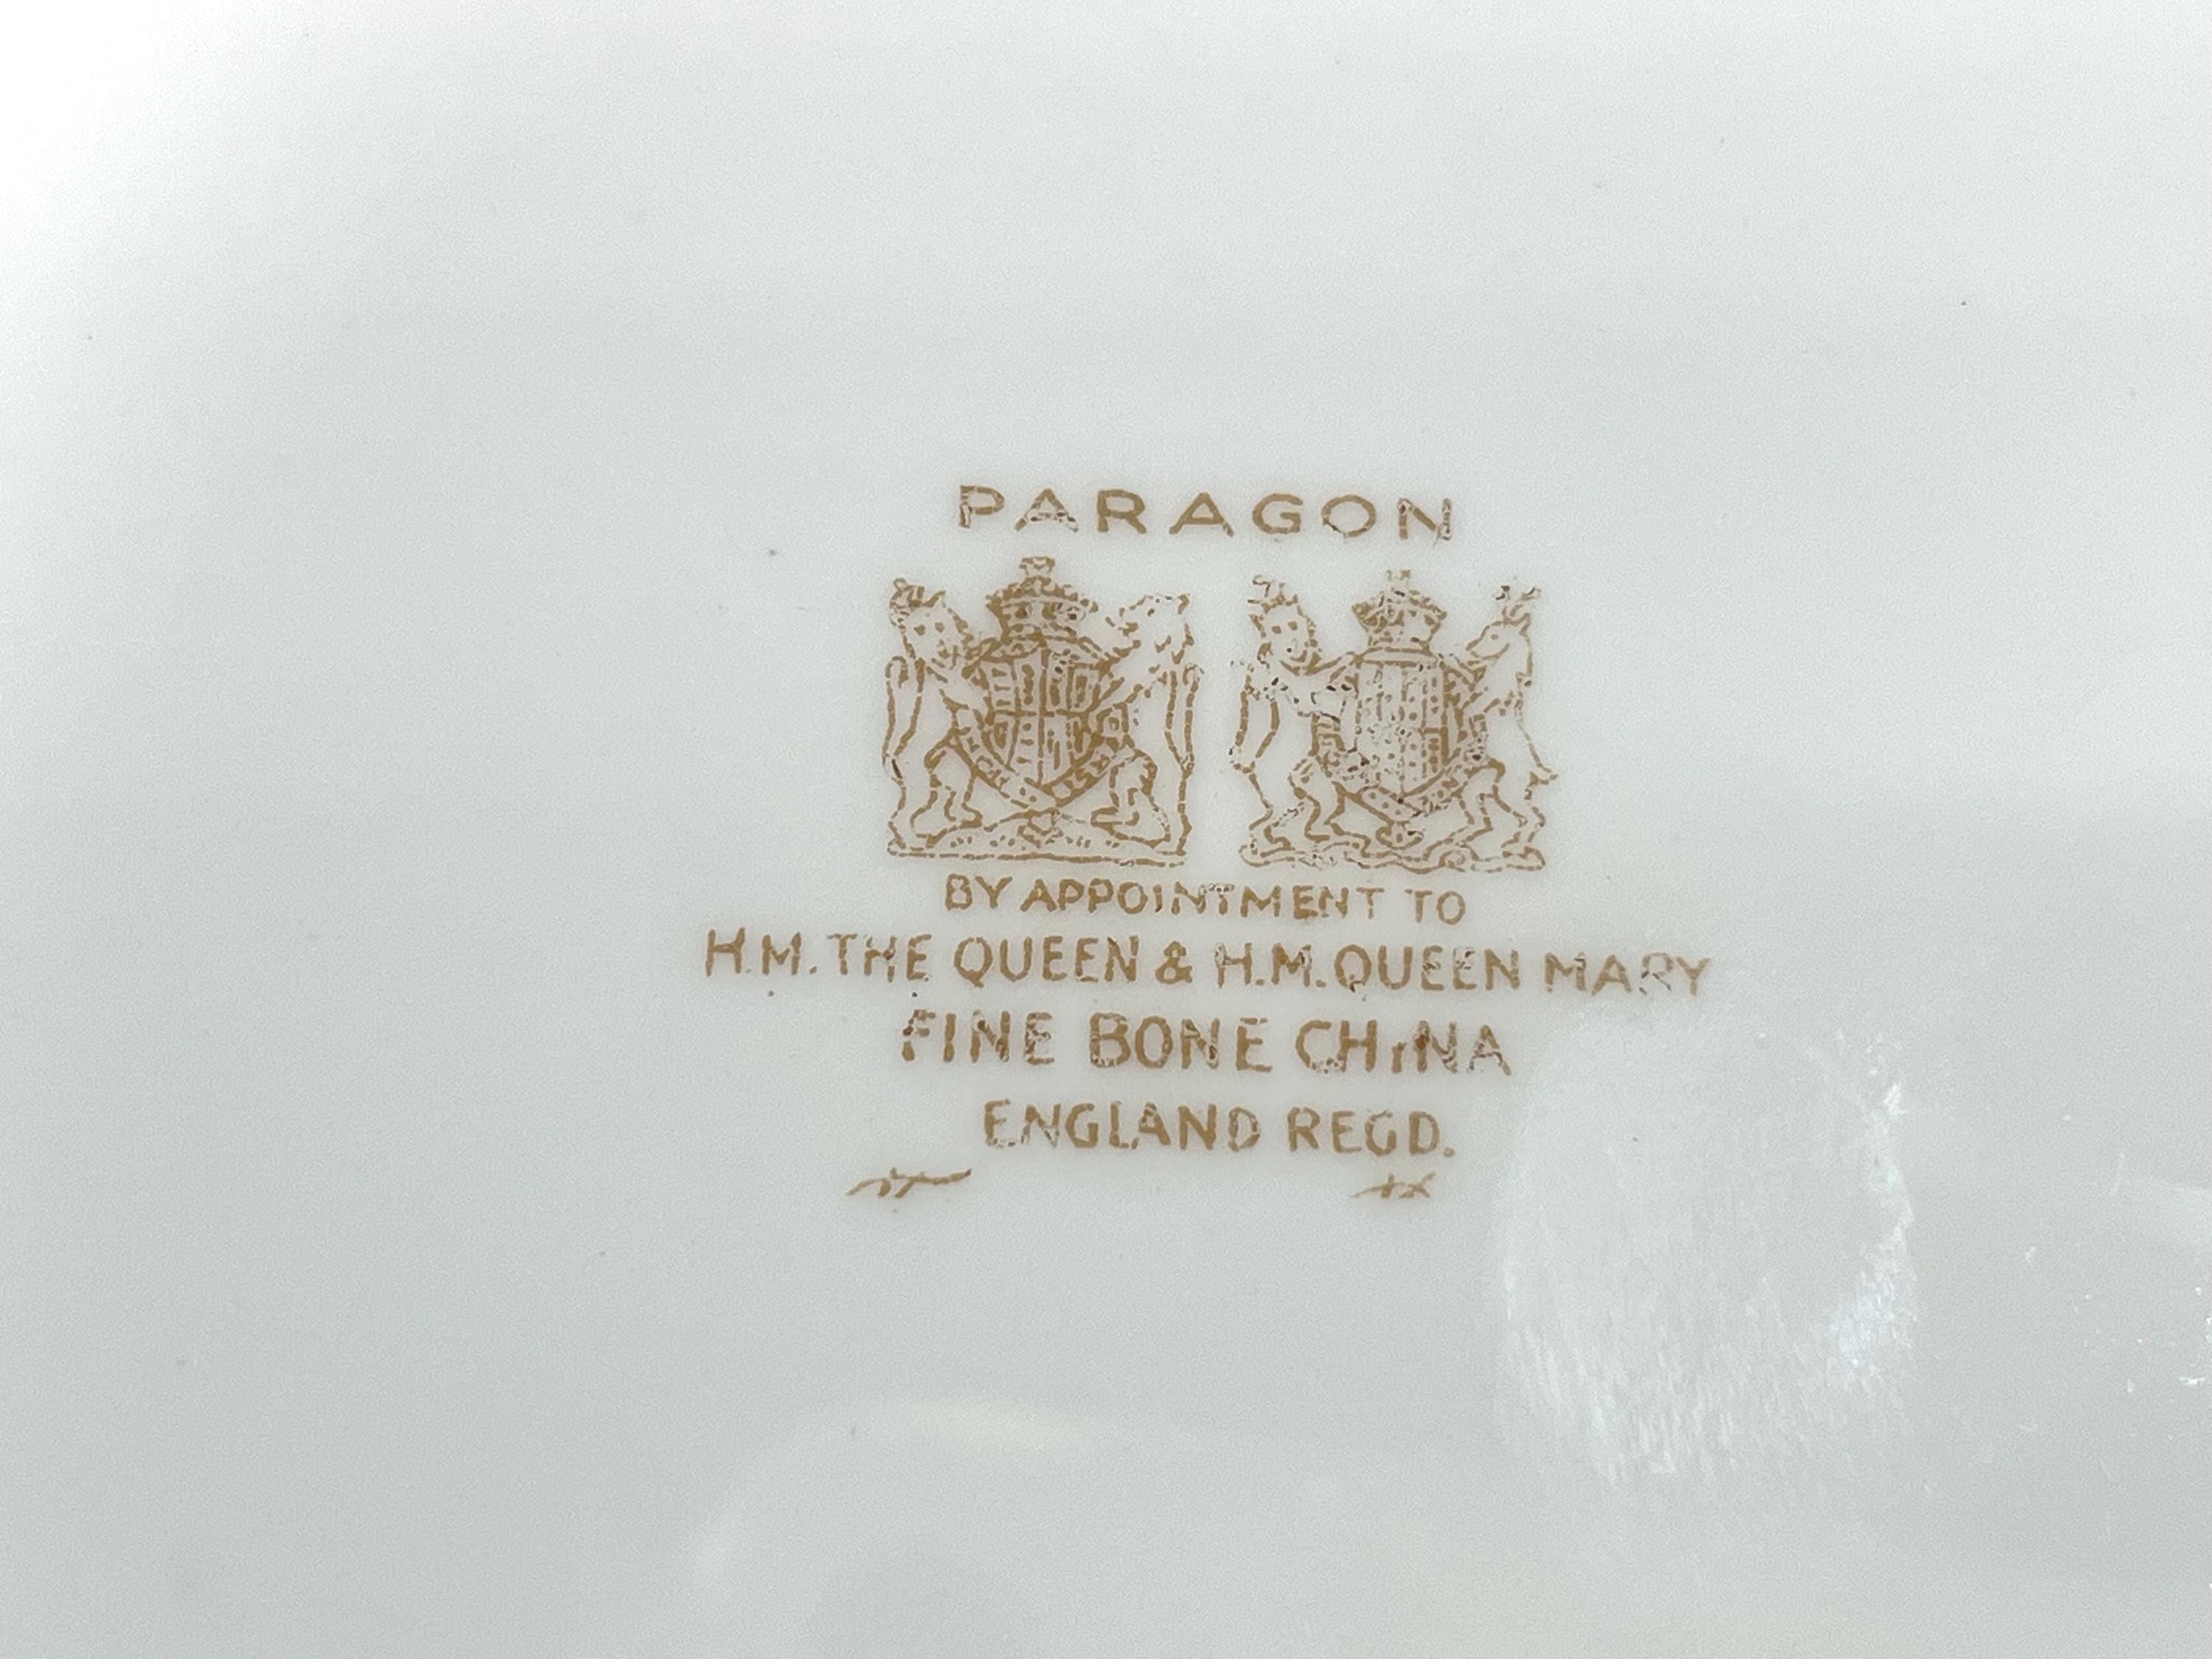 PARAGON
BY APPOINTMENT TO
H.M. THE QUEEN & H.M. QUEEN MARY
FINE BONE CHINA
ENGLAND REGD.